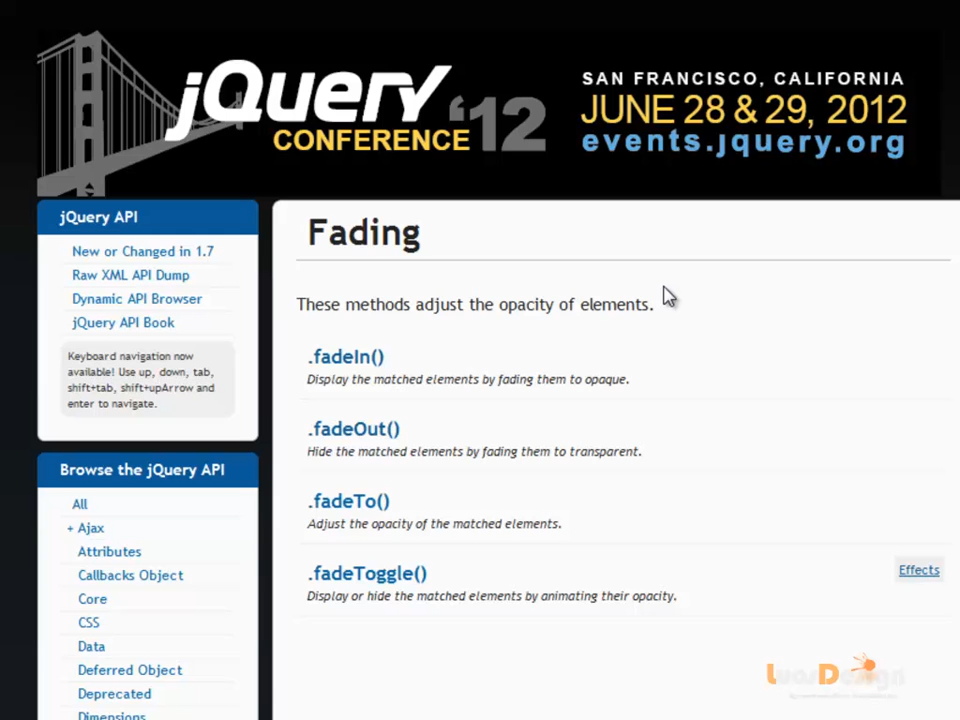 jQuery
CONFERENCE '12
SAN FRANCISCO, CALIFORNIA
JUNE 28 & 29, 2012
events.jquery.org
jQuery API
New or Changed in 1.7
Raw XML API Dump
Dynamic API Browser
jQuery API Book
Keyboard navigation now
available! Use up, down, tab,
shift+tab, shift+upArrow and
enter to navigate.
Browse the jQuery API
All
+ Ajax
Attributes
Callbacks Object
Core
CSS
Data
Deferred Object
Deprecated
Dimensions
Fading
These methods adjust the opacity of elements.
.fadeIn()
Display the matched elements by fading them to opaque.
.fadeOut()
Hide the matched elements by fading them to transparent.
.fadeTo()
Adjust the opacity of the matched elements.
.fadeToggle()
Effects
Display or hide the matched elements by animating their opacity.